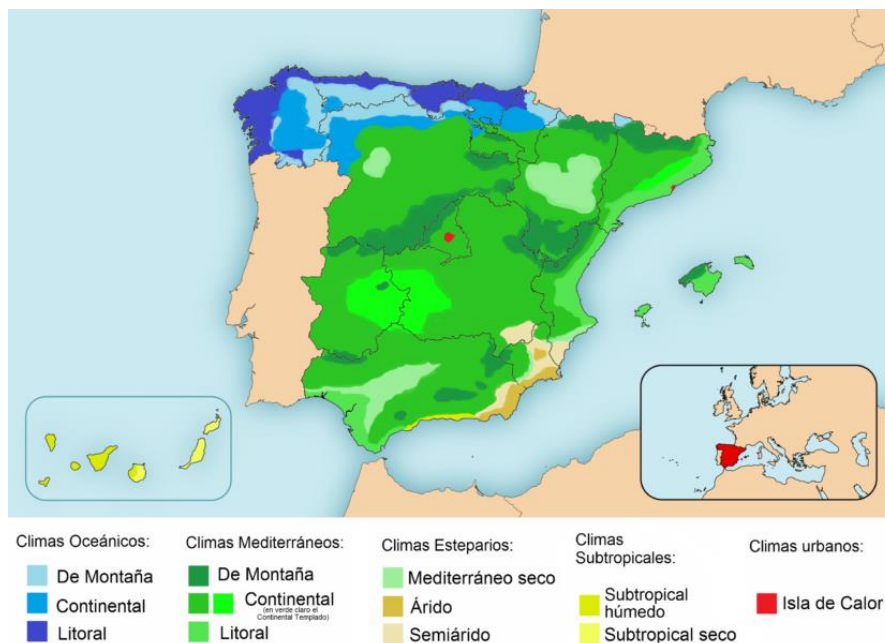 Climas Oceánicos:
De Montaña
Continental
Litoral
Climas Mediterráneos:
De Montaña
Continental
(en verde claro el
Continental Templado)
Litoral
Climas Esteparios:
Mediterráneo seco
Árido
Semiárido
Climas
Subtropicales:
Subtropical
húmedo
Subtropical seco
Climas urbanos:
Isla de Calor